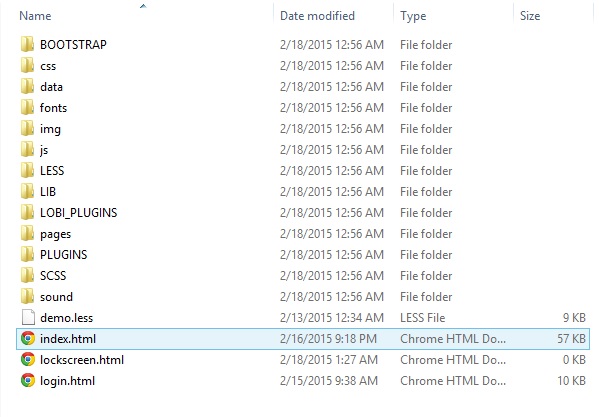 Name Date modified Type Size
BOOTSTRAP 2/18/2015 12:56 AM File folder
css 2/18/2015 12:56 AM File folder
data 2/18/2015 12:56 AM File folder
fonts 2/18/2015 12:56 AM File folder
img 2/18/2015 12:56 AM File folder
js 2/18/2015 12:56 AM File folder
LESS 2/18/2015 12:56 AM File folder
LIB 2/18/2015 12:56 AM File folder
LOBI_PLUGINS 2/18/2015 12:56 AM File folder
pages 2/18/2015 12:56 AM File folder
PLUGINS 2/18/2015 12:56 AM File folder
SCSS 2/18/2015 12:56 AM File folder
sound 2/18/2015 12:56 AM File folder
demo.less 2/13/2015 12:34 AM LESS File 9 KB
index.html 2/16/2015 9:18 PM Chrome HTML Do... 57 KB
lockscreen.html 2/18/2015 1:27 AM Chrome HTML Do... 0 KB
login.html 2/15/2015 9:38 AM Chrome HTML Do... 10 KB